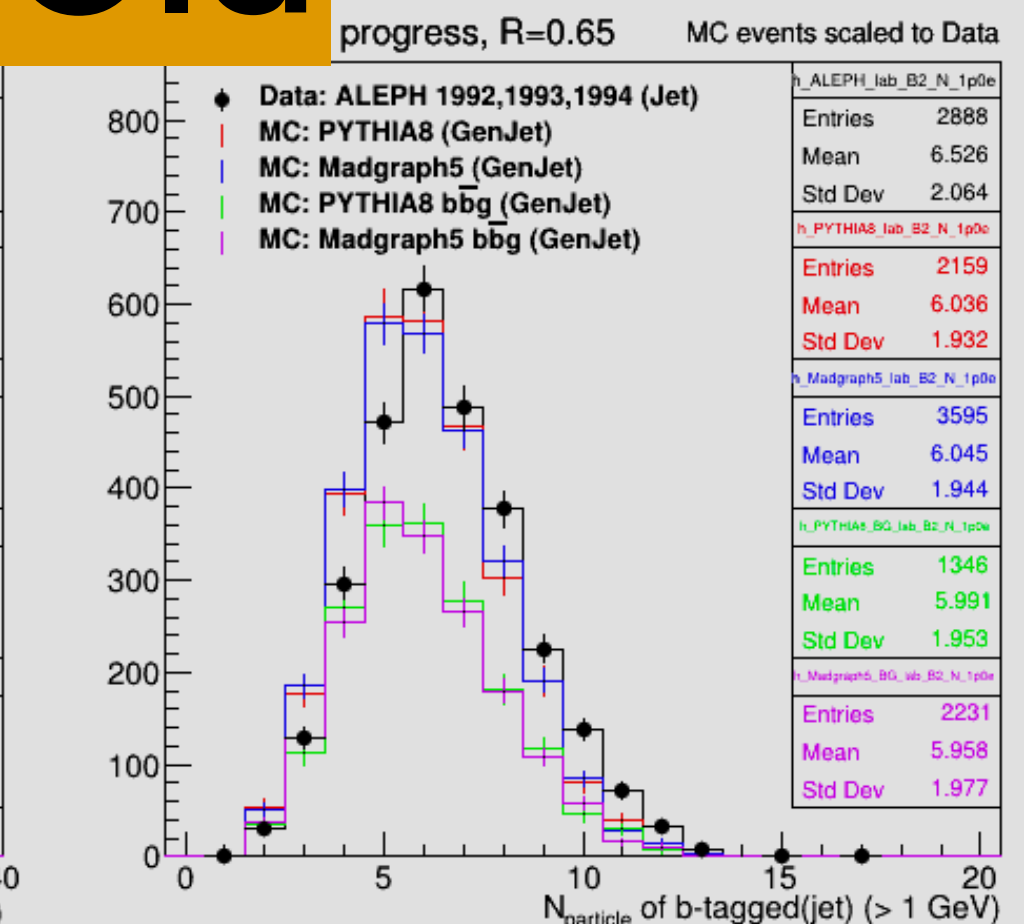 progress, R=0.65
MC events scaled to Data
Data: ALEPH 1992,1993,1994 (Jet)
MC: PYTHIA8 (GenJet)
MC: Madgraph5 (GenJet)
MC: PYTHIA8 bb̅g (GenJet)
MC: Madgraph5 bb̅g (GenJet)
h_ALEPH_lab_B2_N_1p0e
Entries 2888
Mean 6.526
Std Dev 2.064
h_PYTHIA8_lab_B2_N_1p0e
Entries 2159
Mean 6.036
Std Dev 1.932
h_Madgraph5_lab_B2_N_1p0e
Entries 3595
Mean 6.045
Std Dev 1.944
h_PYTHIA8_BG_lab_B2_N_1p0e
Entries 1346
Mean 5.991
Std Dev 1.953
h_Madgraph5_BG_lab_B2_N_1p0e
Entries 2231
Mean 5.958
Std Dev 1.977
800
700
600
500
400
300
200
100
0
0 5 10 15 20
N_particle of b-tagged(jet) (> 1 GeV)